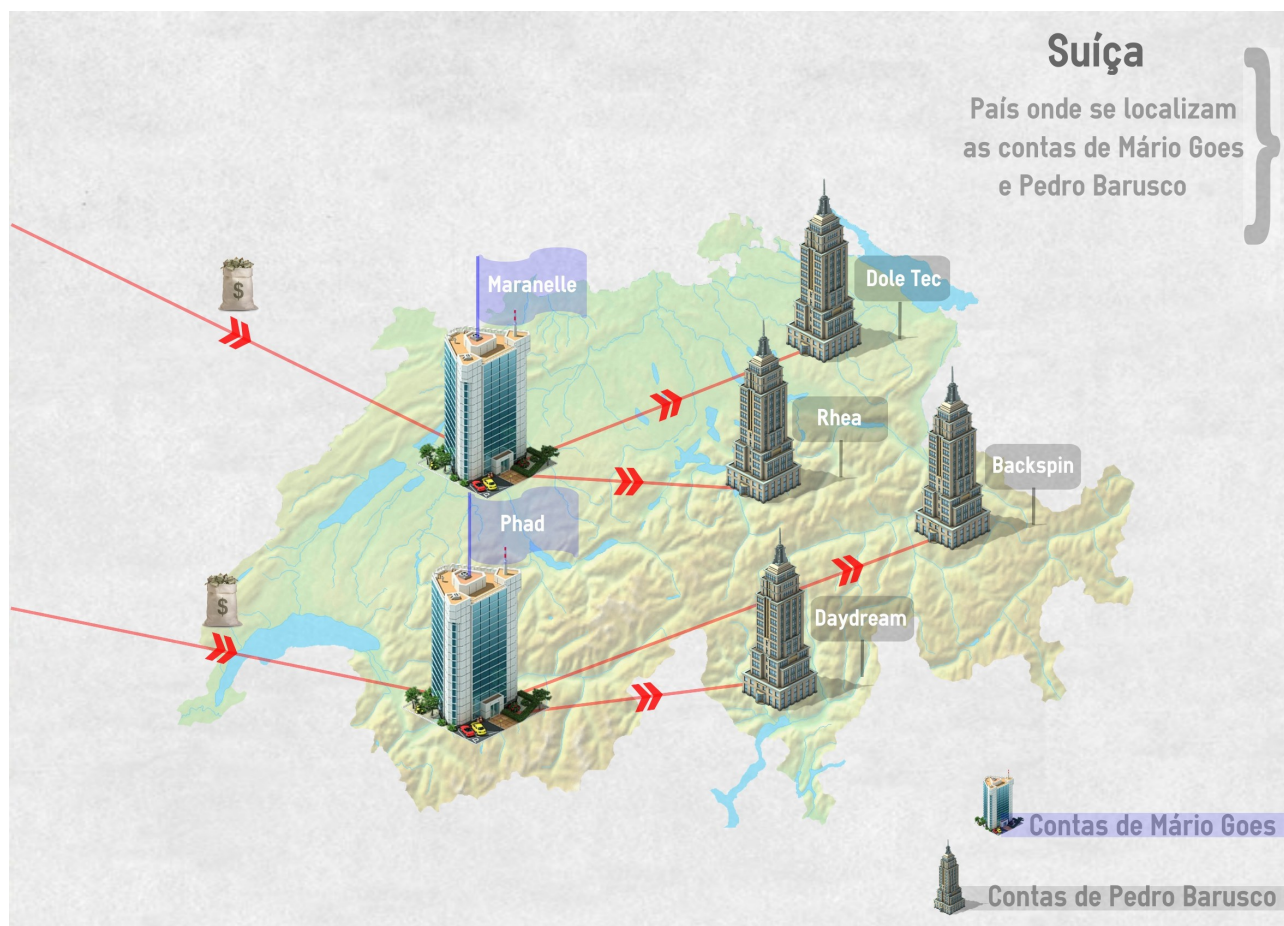 Suíça
País onde se localizam
as contas de Mário Goes
e Pedro Barusco
Maranelle
Dole Tec
Rhea
Backspin
Phad
Daydream
$
$
Contas de Mário Goes
Contas de Pedro Barusco